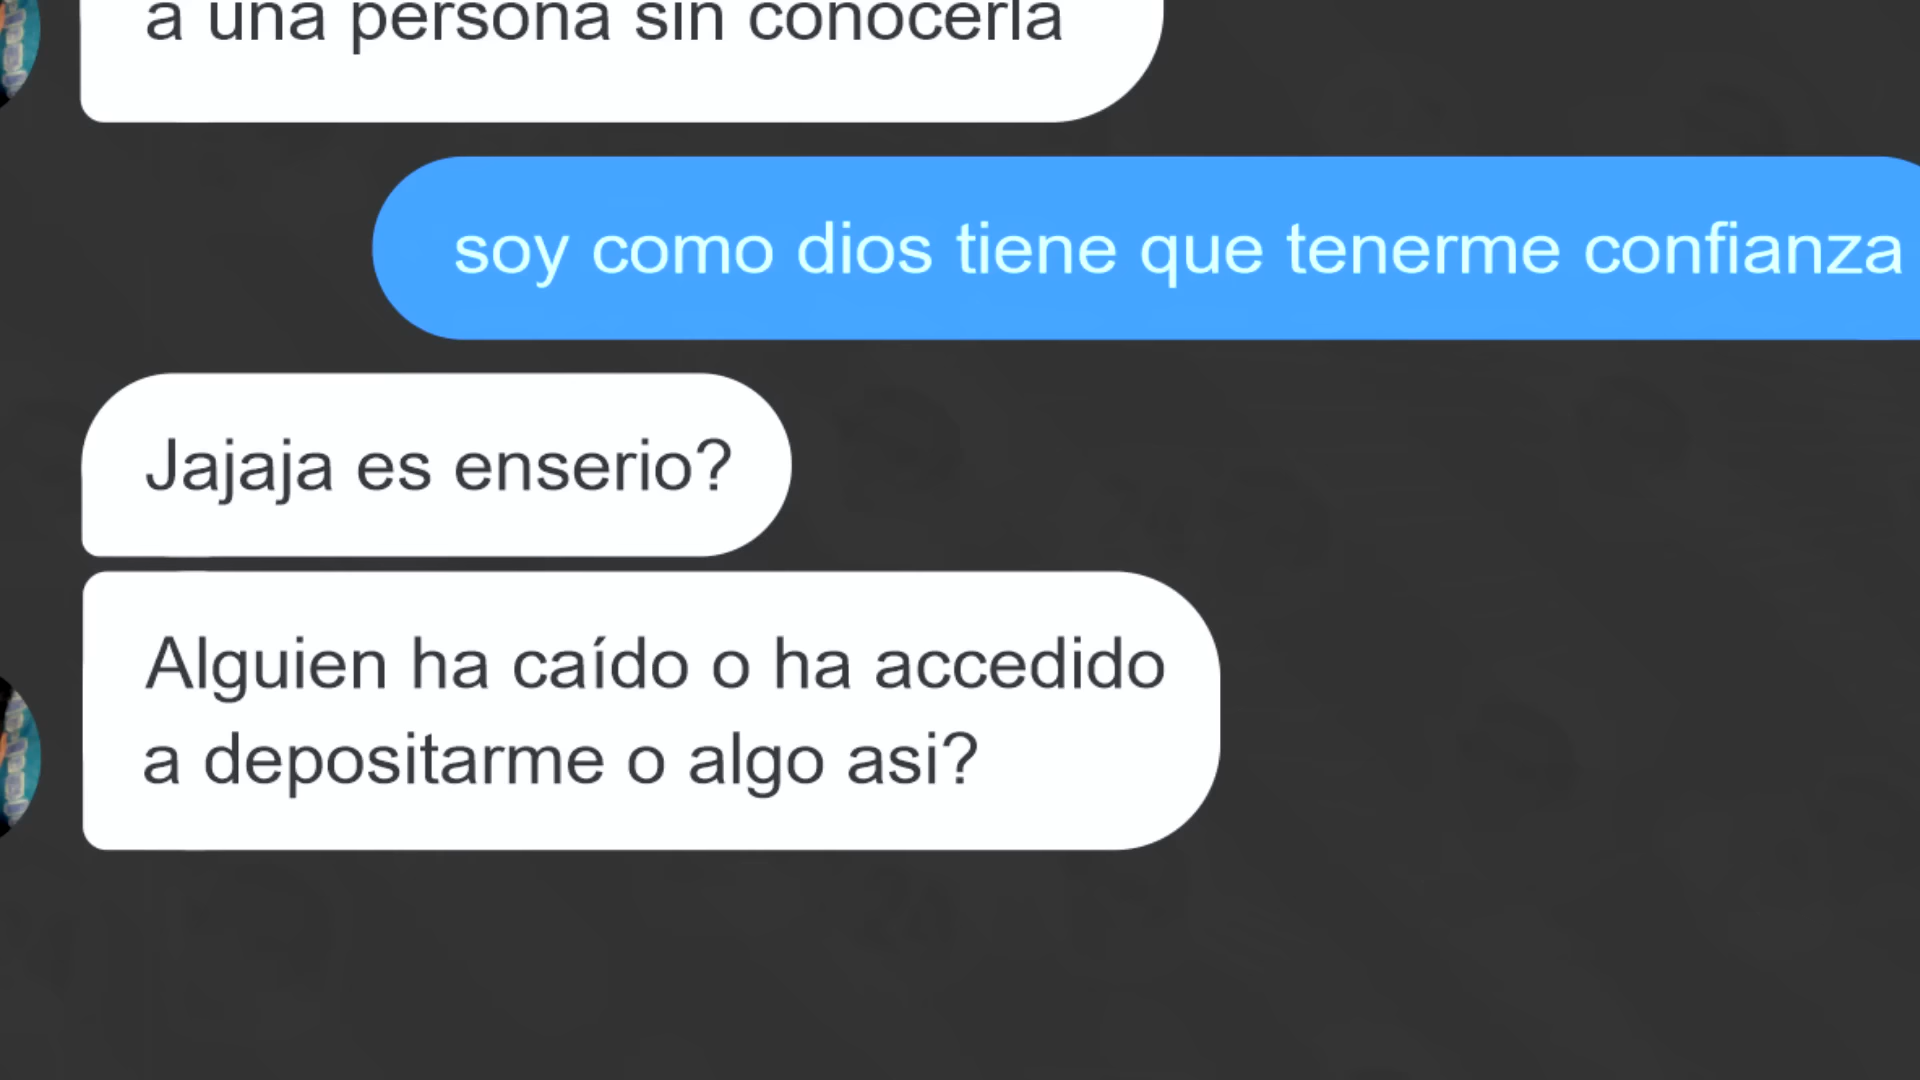 a una persona sin conocerla
soy como dios tiene que tenerme confianza
Jajaja es enserio?
Alguien ha caído o ha accedido
a depositarme o algo asi?